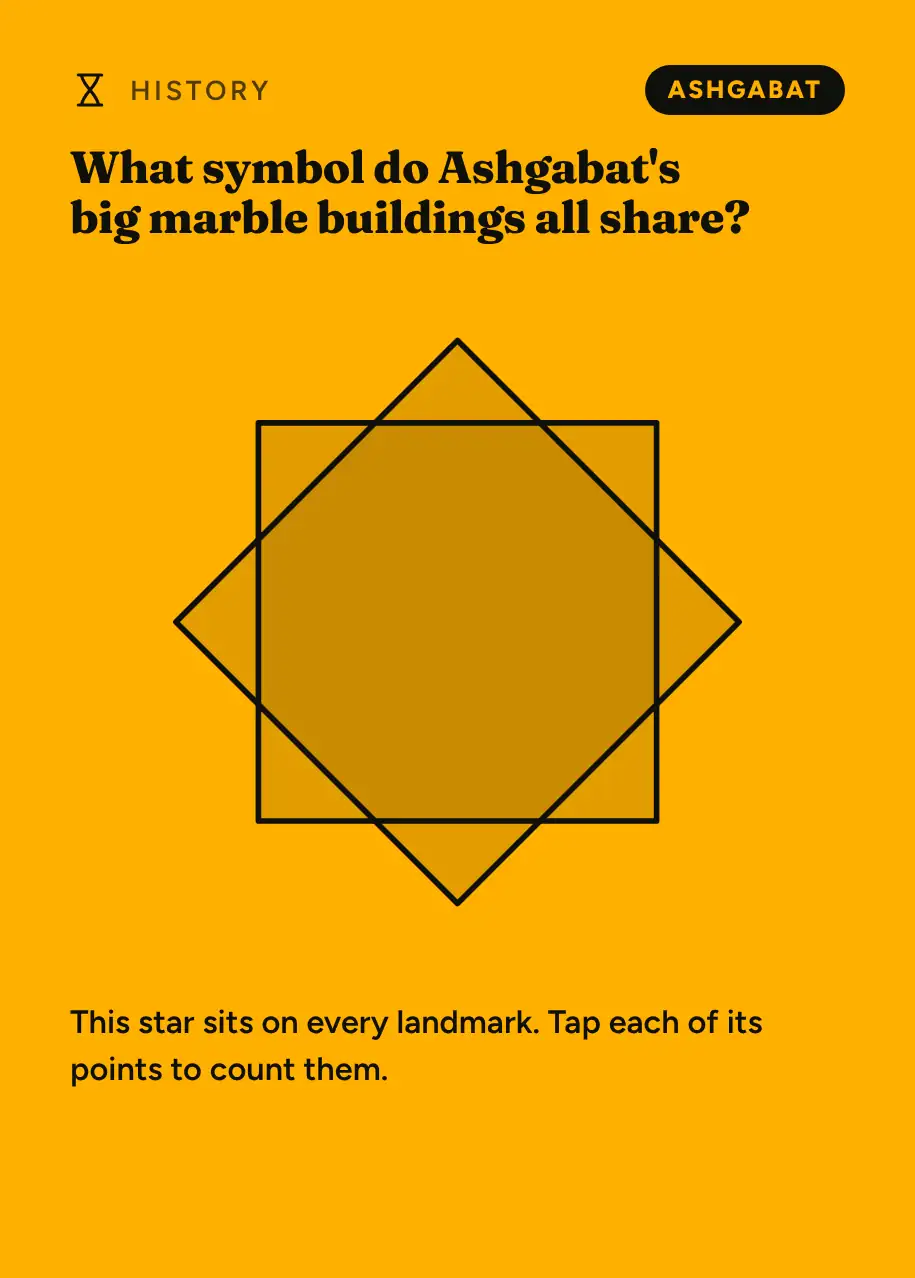 HISTORY
ASHGABAT
What symbol do Ashgabat's
big marble buildings all share?
This star sits on every landmark. Tap each of its
points to count them.